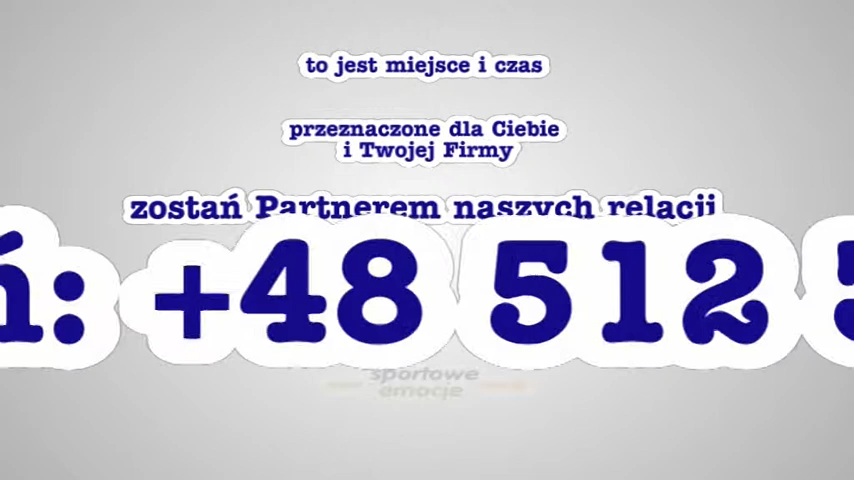 to jest miejsce i czas
przeznaczone dla Ciebie
i Twojej Firmy
zostań Partnerem naszych relacji
ń: +48 512
sportowe
emocje